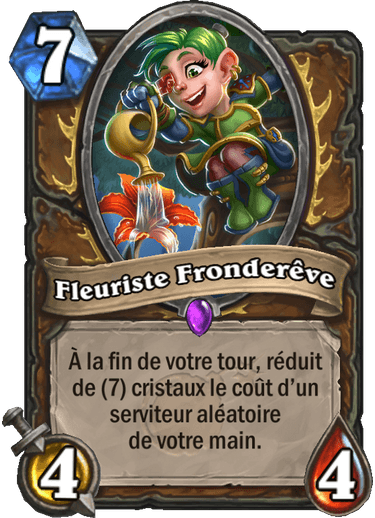 7
Fleuriste Fronderêve
À la fin de votre tour, réduit
de (7) cristaux le coût d'un
serviteur aléatoire
de votre main.
4
4